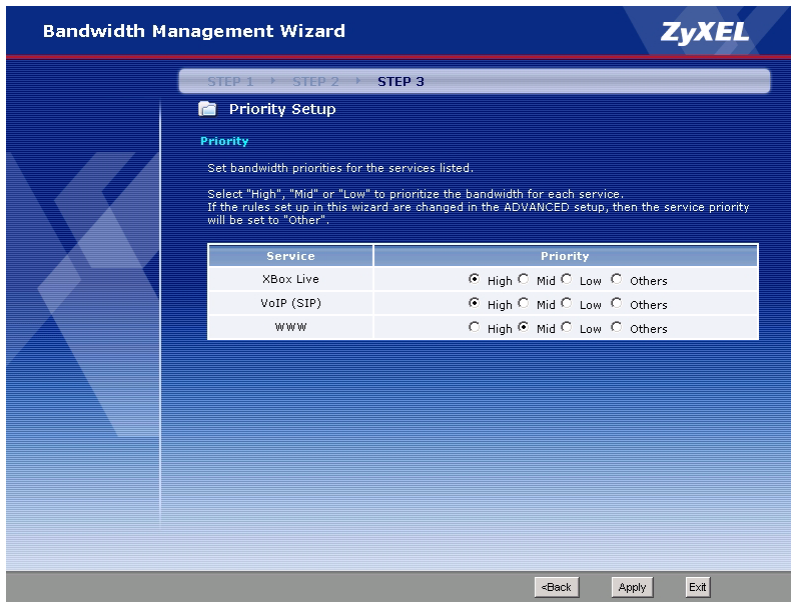 Bandwidth Management Wizard
ZyXEL
STEP 1 STEP 2 STEP 3
Priority Setup
Priority
Set bandwidth priorities for the services listed.
Select "High", "Mid" or "Low" to prioritize the bandwidth for each service.
If the rules set up in this wizard are changed in the ADVANCED setup, then the service priority
will be set to "Other".
Service Priority
XBox Live High Mid Low Others
VoIP (SIP) High Mid Low Others
WWW High Mid Low Others
<Back Apply Exit